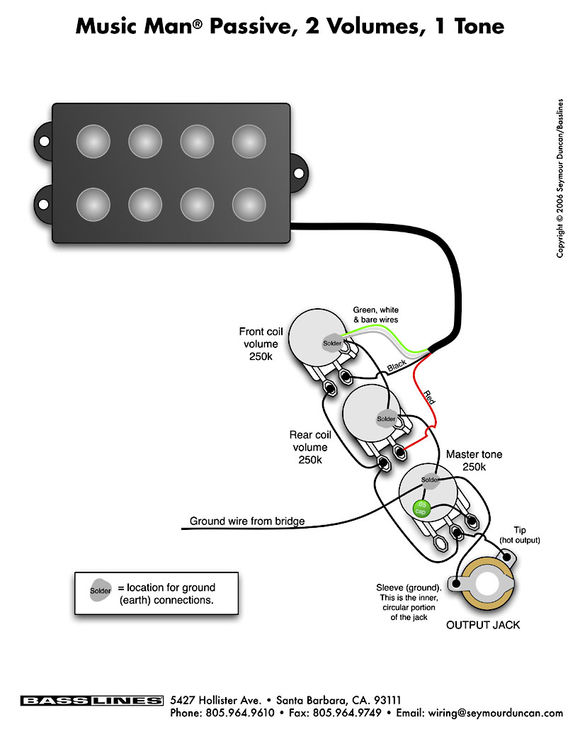 Music Man® Passive, 2 Volumes, 1 Tone
Copyright © 2006 Seymour Duncan/Basslines
Green, white
& bare wires
Front coil
volume
250k
Solder
Black
Red
Solder
Rear coil
volume
250k
Master tone
250k
Solder
.05
cap
Ground wire from bridge
Tip
(hot output)
Solder
= location for ground
(earth) connections.
Sleeve (ground).
This is the inner,
circular portion
of the jack
OUTPUT JACK
BASSLINES
5427 Hollister Ave. • Santa Barbara, CA. 93111
Phone: 805.964.9610 • Fax: 805.964.9749 • Email: wiring@seymourduncan.com